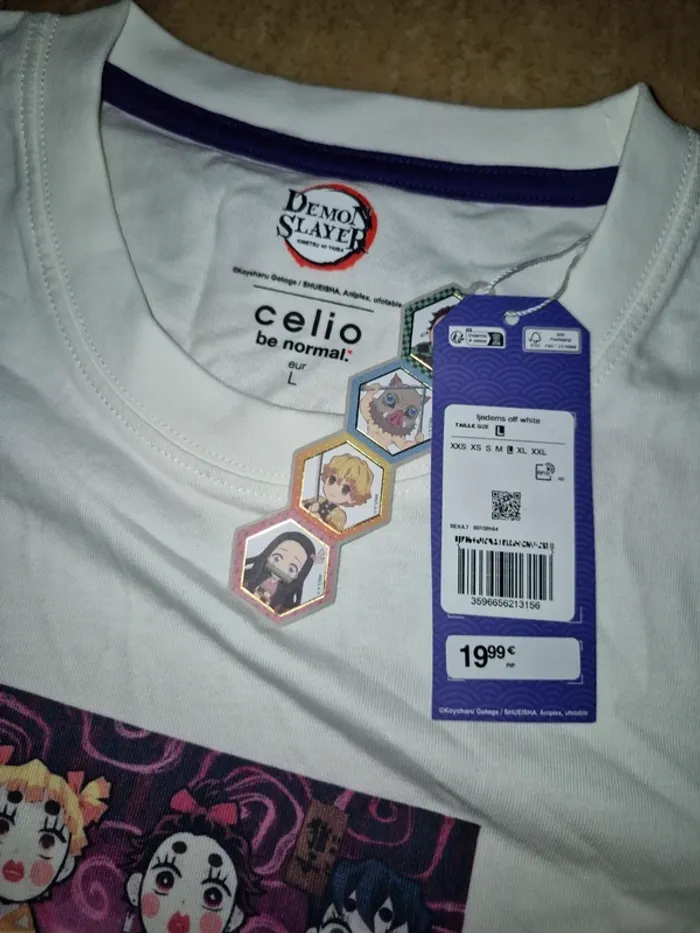 DEMON
SLAYER
KIMETSU NO YAIBA
©Koyoharu Gotoge / SHUEISHA, Aniplex, ufotable
celio
be normal:
eur
L
ljedems off white
TAILLE SIZE L
XXS XS S M L XL XXL
3596656213156
19,99 €
©Koyoharu Gotoge / SHUEISHA, Aniplex, ufotable